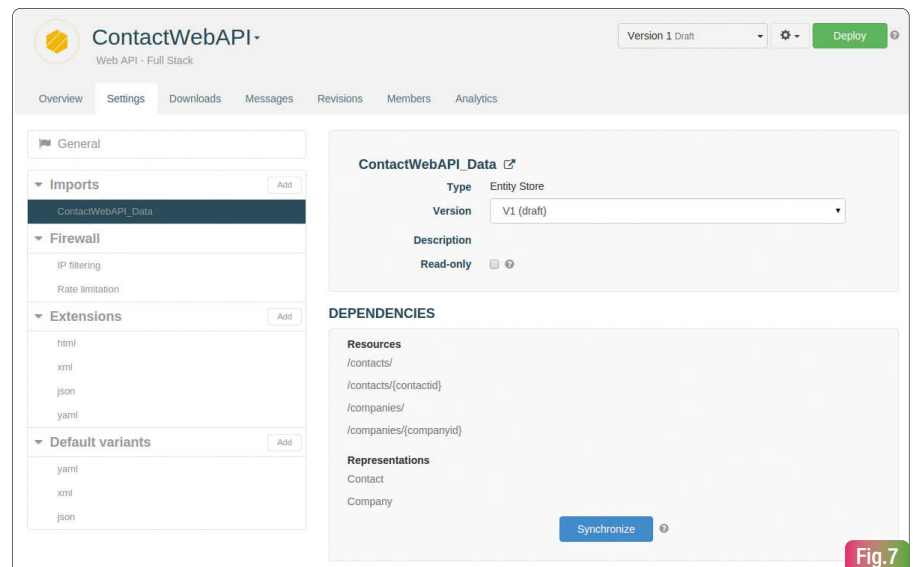 ContactWebAPI
Web API - Full Stack
Version 1 Draft
Deploy
Overview Settings Downloads Messages Revisions Members Analytics
General
Imports Add
ContactWebAPI_Data
Firewall
IP filtering
Rate limitation
Extensions Add
html
xml
json
yaml
Default variants Add
yaml
xml
json
ContactWebAPI_Data
Type Entity Store
Version V1 (draft)
Description
Read-only
DEPENDENCIES
Resources
/contacts/
/contacts/{contactid}
/companies/
/companies/{companyid}
Representations
Contact
Company
Synchronize
Fig.7